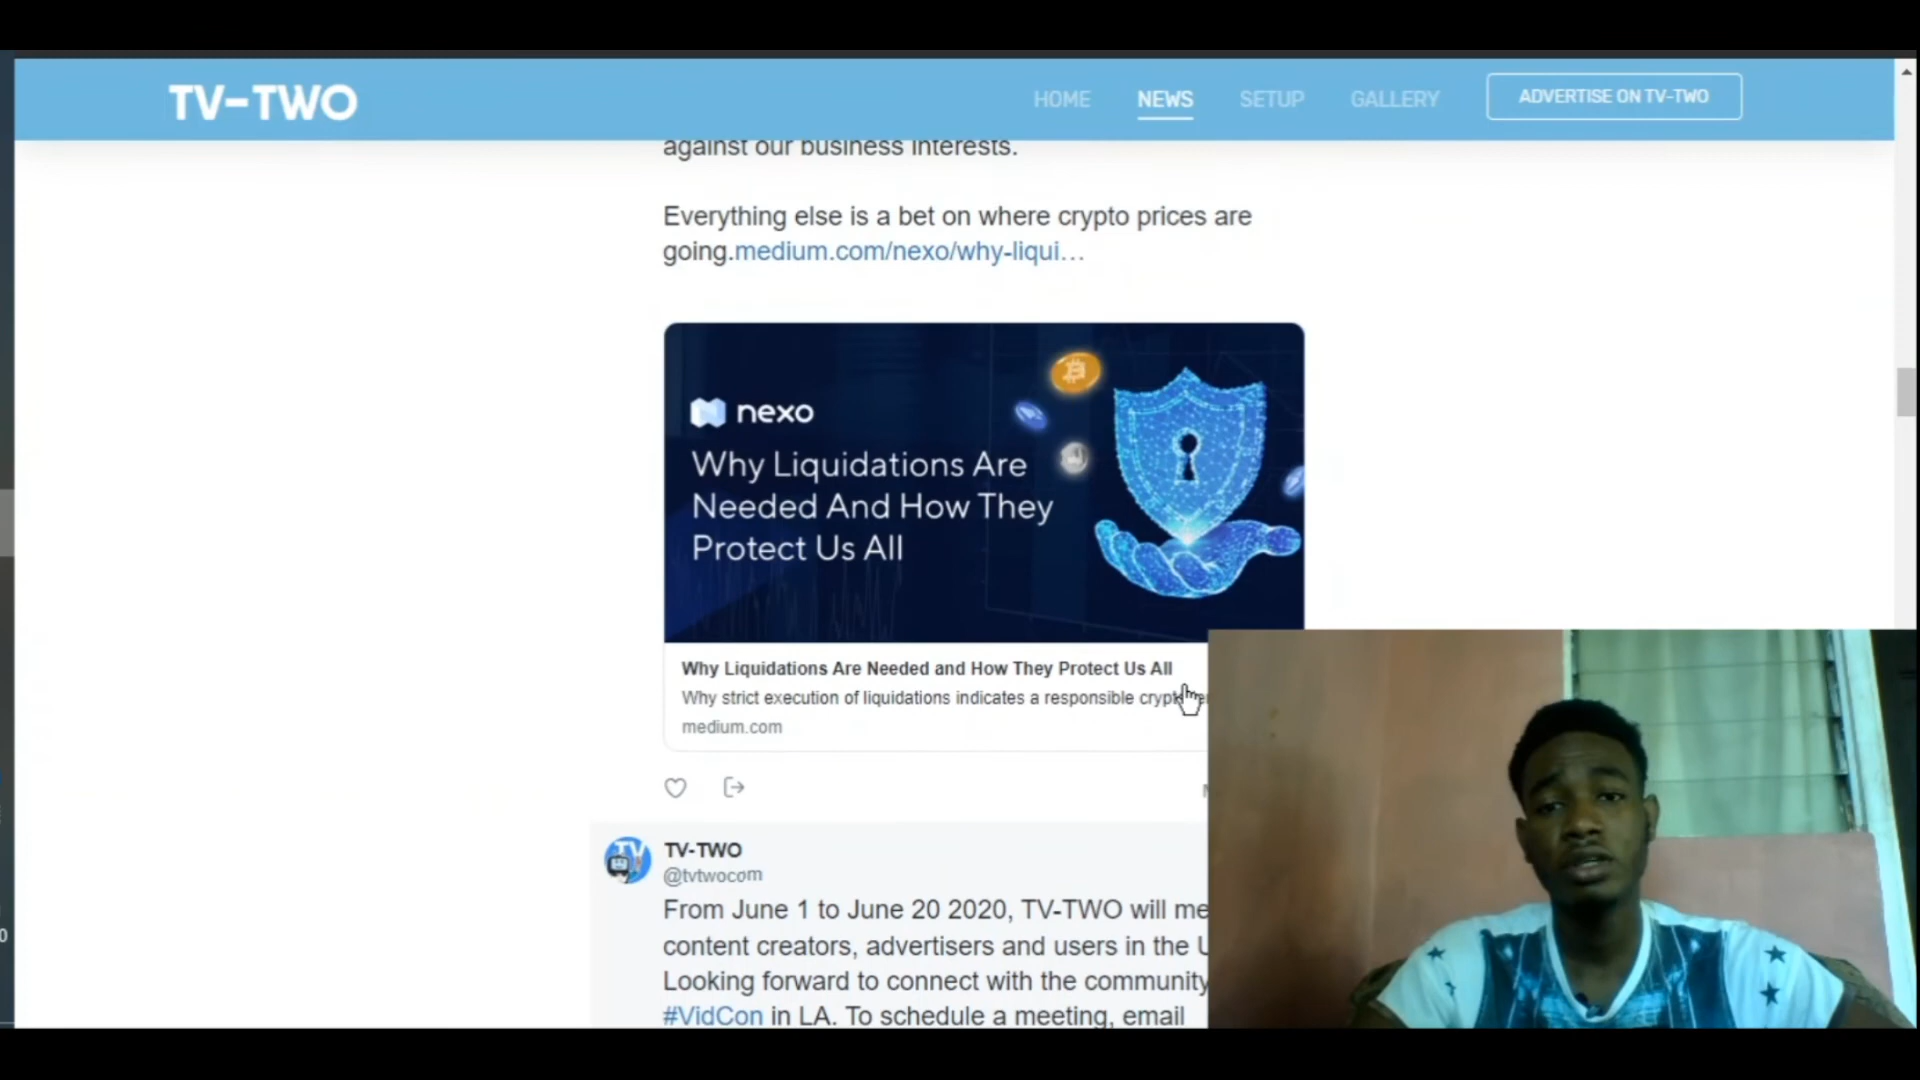 TV-TWO
HOME NEWS SETUP GALLERY ADVERTISE ON TV-TWO
against our business interests.
Everything else is a bet on where crypto prices are
going.medium.com/nexo/why-liqui…
nexo
Why Liquidations Are
Needed And How They
Protect Us All
Why Liquidations Are Needed and How They Protect Us All
Why strict execution of liquidations indicates a responsible
medium.com
TV-TWO
@tvtwocom
From June 1 to June 20 2020, TV-TWO will
content creators, advertisers and users in the
Looking forward to connect with the community
#VidCon in LA. To schedule a meeting, email